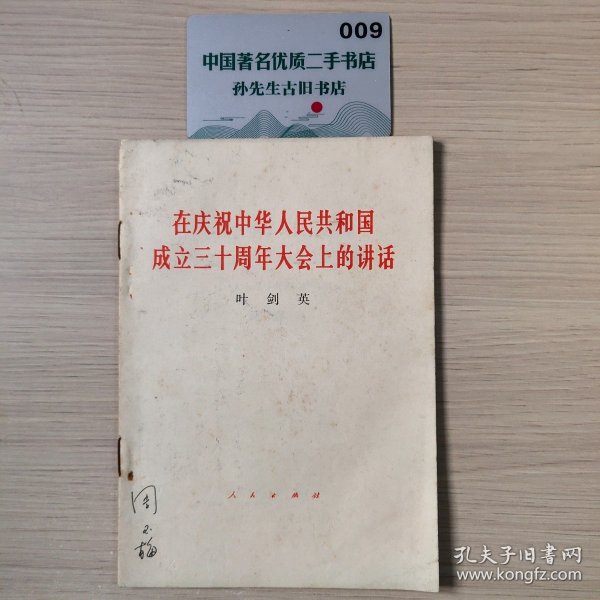 009
中国著名优质二手书店
孙先生古旧书店
在庆祝中华人民共和国
成立三十周年大会上的讲话
叶剑英
人民出版社
周
玉
梅
孔夫子旧书网
www.kongfz.com